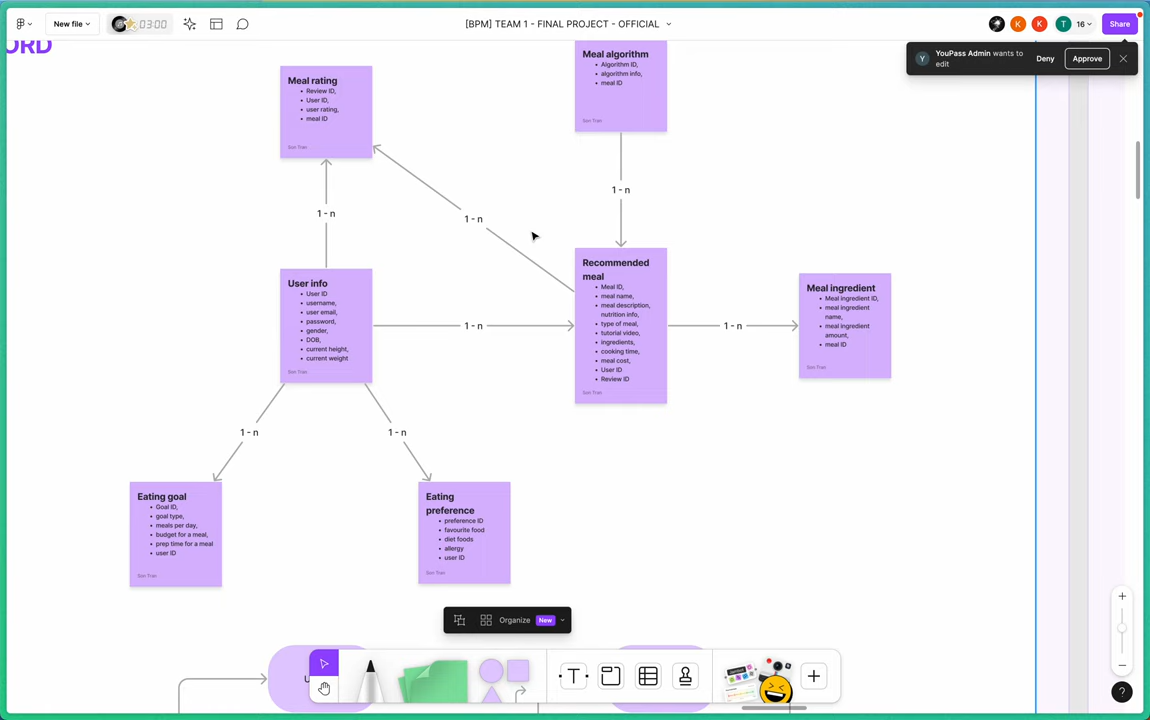 New file
03:00
[BPM] TEAM 1 - FINAL PROJECT - OFFICIAL
K
K
T
16
Share
ORD
Y
YouPass Admin wants to
edit
Deny
Approve
Meal rating
• Review ID,
• User ID,
• user rating,
• meal ID
Son Tran
Meal algorithm
• Algorithm ID,
• algorithm info,
• meal ID
Son Tran
1 - n
1 - n
1 - n
User info
• User ID
• username,
• user email,
• password,
• gender,
• DOB,
• current height,
• current weight
Son Tran
1 - n
Recommended
meal
• Meal ID,
• meal name,
• meal description,
nutrition info,
• type of meal,
• tutorial video,
• ingredients,
• cooking time,
• meal cost,
• User ID
• Review ID
Son Tran
1 - n
Meal ingredient
• Meal ingredient ID,
• meal ingredient
name,
• meal ingredient
amount,
• meal ID
Son Tran
1 - n
1 - n
Eating goal
• Goal ID,
• goal type,
• meals per day,
• budget for a meal,
• prep time for a meal
• user ID
Son Tran
Eating
preference
• preference ID
• favourite food
• diet foods
• allergy
• user ID
Son Tran
Organize
New
T
?